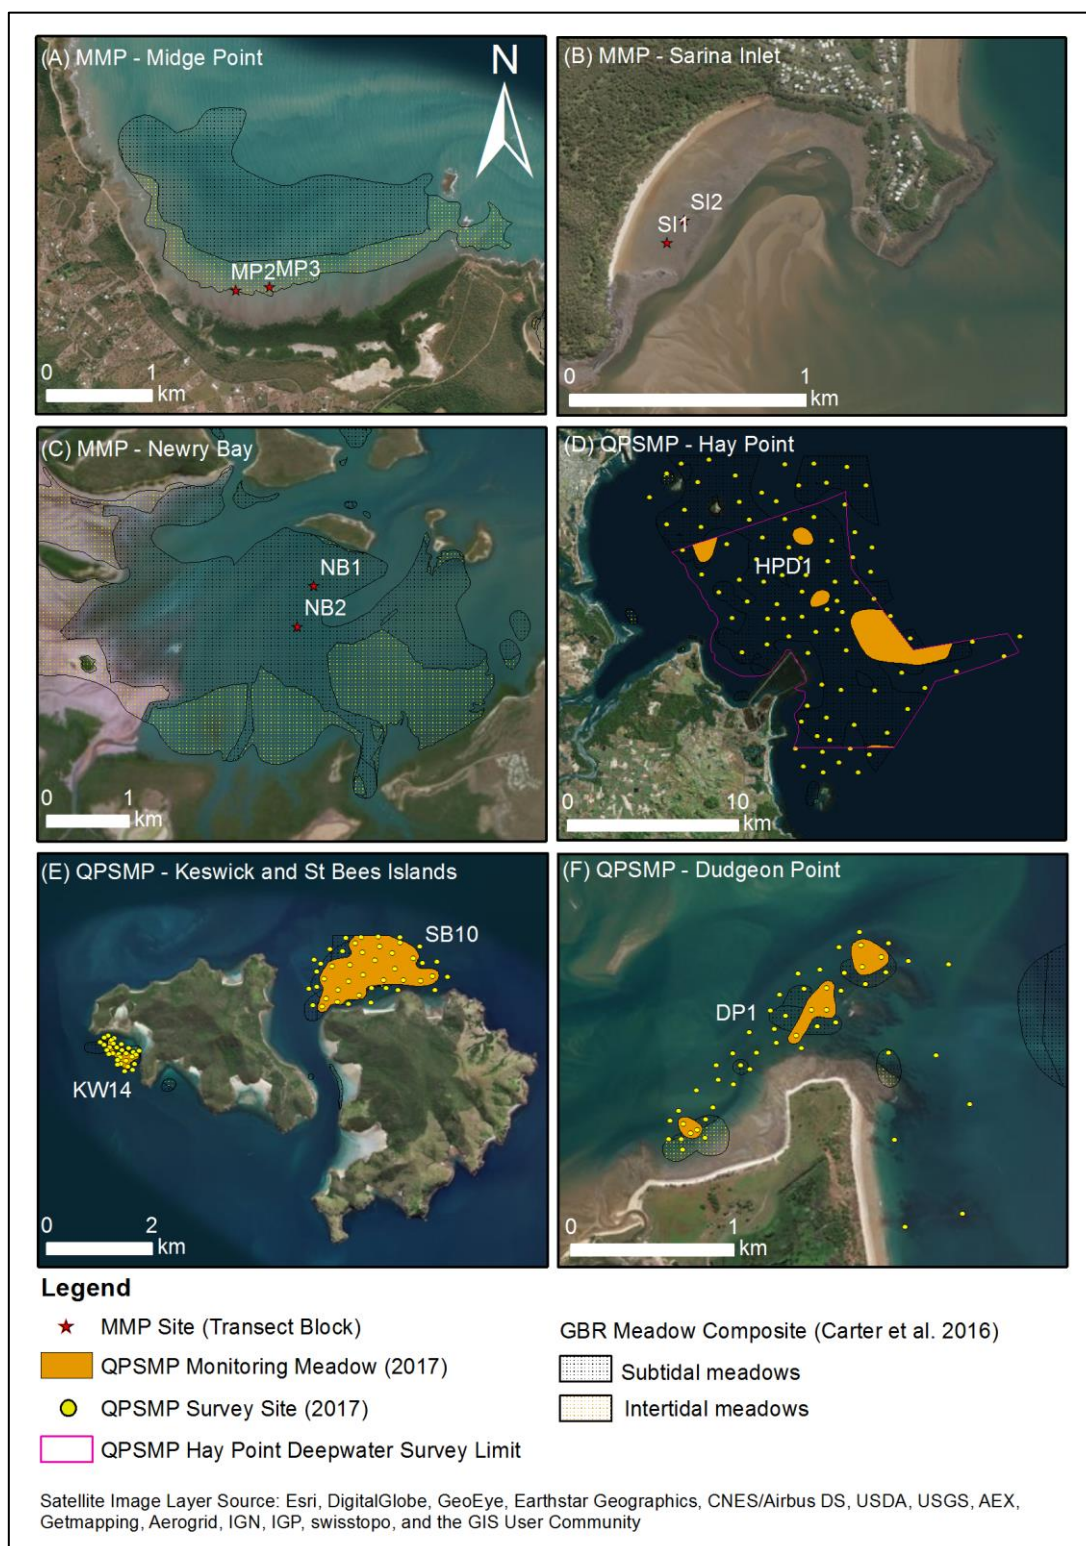 (A) MMP - Midge Point
N
MP2 MP3
0 1
km
(B) MMP - Sarina Inlet
SI2
SI1
0 1
km
(C) MMP - Newry Bay
NB1
NB2
0 1
km
(D) QPSMP - Hay Point
HPD1
0 10
km
(E) QPSMP - Keswick and St Bees Islands
SB10
KW14
0 2
km
(F) QPSMP - Dudgeon Point
DP1
0 1
km
Legend
MMP Site (Transect Block)
QPSMP Monitoring Meadow (2017)
QPSMP Survey Site (2017)
QPSMP Hay Point Deepwater Survey Limit
GBR Meadow Composite (Carter et al. 2016)
Subtidal meadows
Intertidal meadows
Satellite Image Layer Source: Esri, DigitalGlobe, GeoEye, Earthstar Geographics, CNES/Airbus DS, USDA, USGS, AEX,
Getmapping, Aerogrid, IGN, IGP, swisstopo, and the GIS User Community